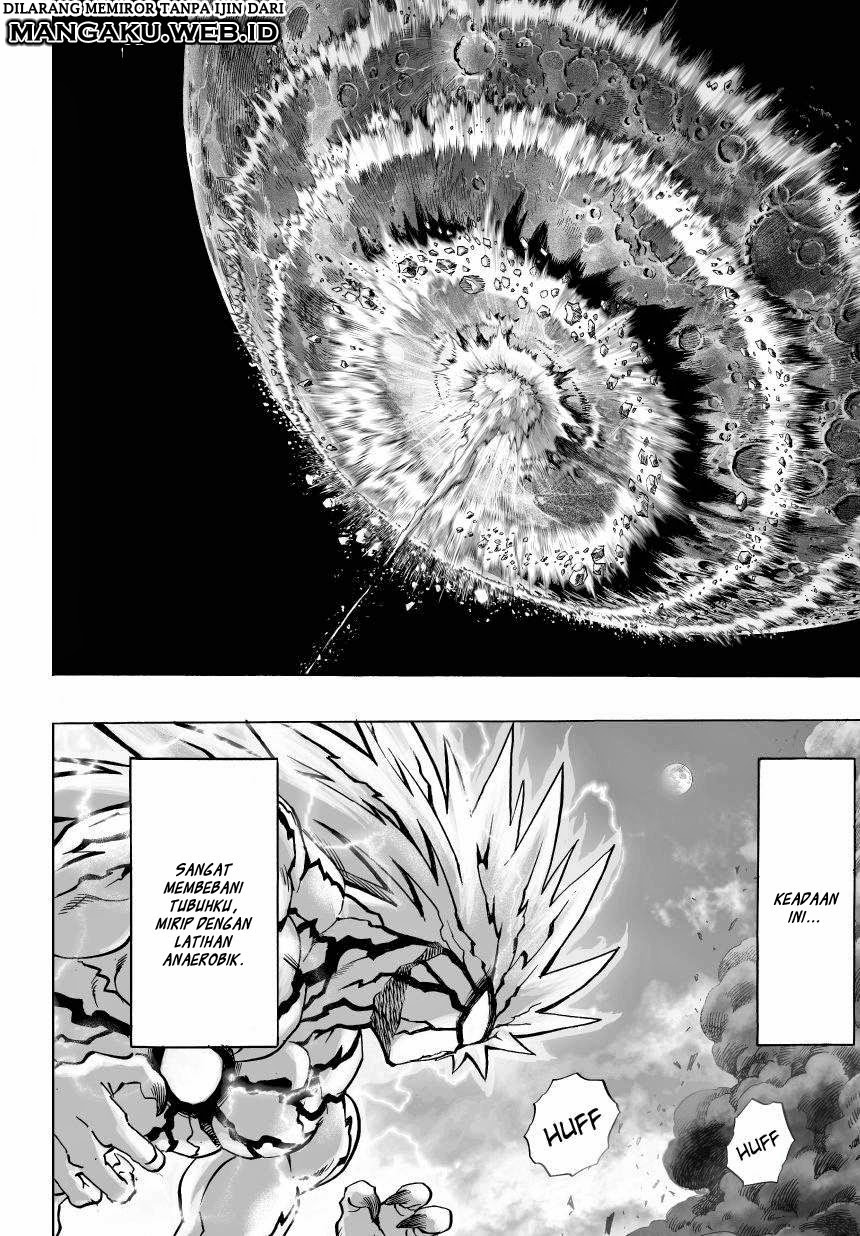 DILARANG MEMIROR TANPA IJIN DARI
MANGAKU.WEB.ID
KEADAAN
INI...
SANGAT
MEMBEBANI
TUBUHKU,
MIRIP DENGAN
LATIHAN
ANAEROBIK.
HUFF
HUFF